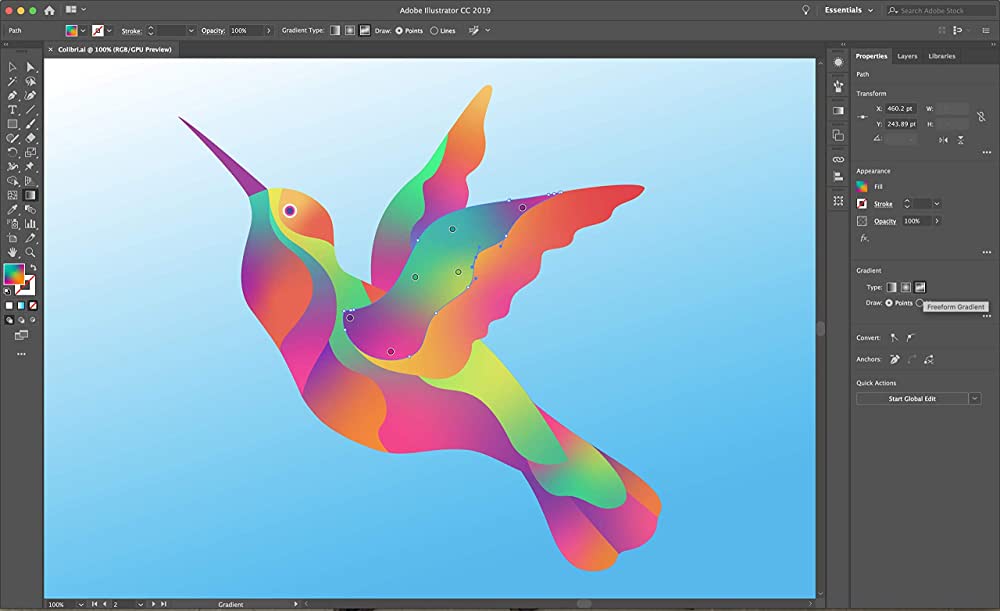 Adobe Illustrator CC 2019
Essentials
Search Adobe Stock
Path
Stroke:
Opacity: 100%
Gradient Type:
Draw: Points Lines
× Colibri.ai @ 100% (RGB/GPU Preview)
Properties Layers Libraries
Path
Transform
X: 460.2 pt W:
Y: 243.89 pt H:
Appearance
Fill
Stroke
Opacity 100%
fx.
Gradient
Type:
Draw: Points
Freeform Gradient
Convert:
Anchors:
Quick Actions
Start Global Edit
100% 2 Gradient